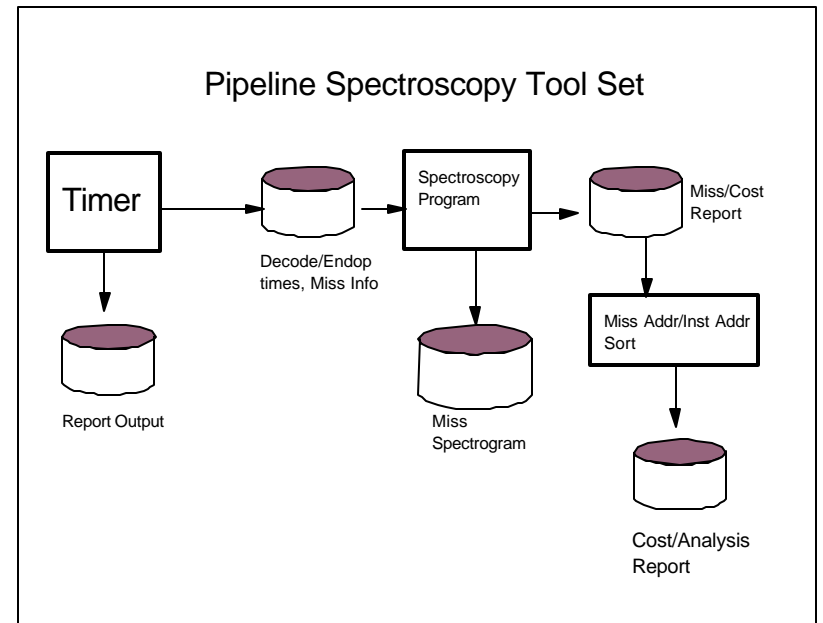 Pipeline Spectroscopy Tool Set
Timer
Decode/Endop
times, Miss Info
Spectroscopy
Program
Miss/Cost
Report
Report Output
Miss
Spectrogram
Miss Addr/Inst Addr
Sort
Cost/Analysis
Report